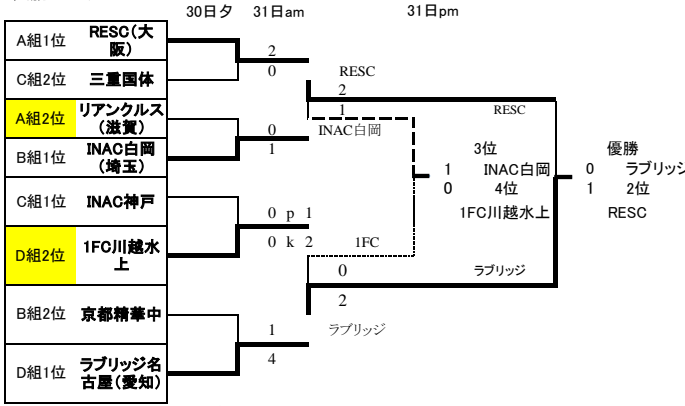 30日夕 31日am 31日pm
A組1位 RESC(大
阪)
2
0
C組2位 三重国体
RESC
2
1
RESC
A組2位 リアンクルス
(滋賀)
0
1
INAC白岡
B組1位 INAC白岡
(埼玉)
3位 優勝
1 INAC白岡 0 ラブリッジ
0 4位 1 2位
1FC川越水上 RESC
C組1位 INAC神戸
0 p 1
0 k 2
1FC
D組2位 1FC川越水
上
0
2
ラブリッジ
B組2位 京都精華中
1
4
ラブリッジ
D組1位 ラブリッジ名
古屋(愛知)